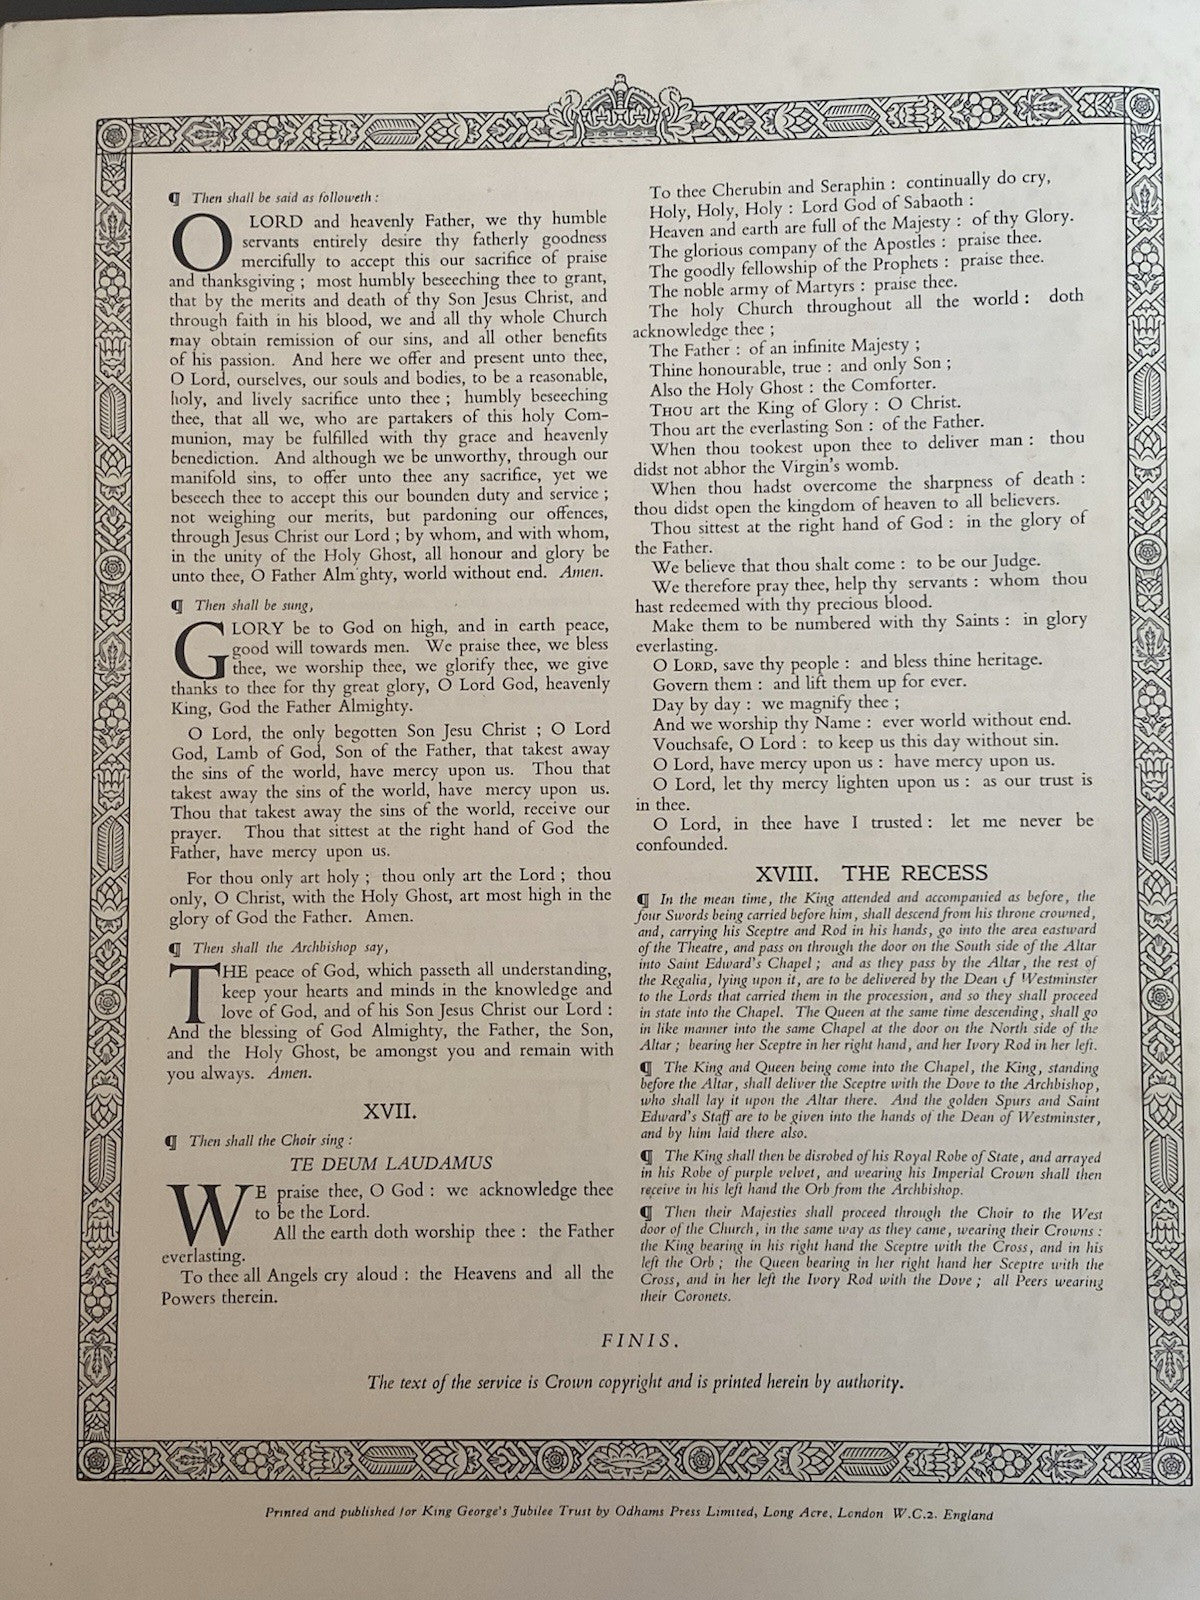 ¶ Then shall be said as followeth :
O LORD and heavenly Father, we thy humble
servants entirely desire thy fatherly goodness
mercifully to accept this our sacrifice of praise
and thanksgiving ; most humbly beseeching thee to grant,
that by the merits and death of thy Son Jesus Christ, and
through faith in his blood, we and all thy whole Church
may obtain remission of our sins, and all other benefits
of his passion. And here we offer and present unto thee,
O Lord, ourselves, our souls and bodies, to be a reasonable,
holy, and lively sacrifice unto thee ; humbly beseeching
thee, that all we, who are partakers of this holy Com-
munion, may be fulfilled with thy grace and heavenly
benediction. And although we be unworthy, through our
manifold sins, to offer unto thee any sacrifice, yet we
beseech thee to accept this our bounden duty and service ;
not weighing our merits, but pardoning our offences,
through Jesus Christ our Lord ; by whom, and with whom,
in the unity of the Holy Ghost, all honour and glory be
unto thee, O Father Almighty, world without end. Amen.
¶ Then shall be sung,
GLORY be to God on high, and in earth peace,
good will towards men. We praise thee, we bless
thee, we worship thee, we glorify thee, we give
thanks to thee for thy great glory, O Lord God, heavenly
King, God the Father Almighty.
O Lord, the only begotten Son Jesu Christ ; O Lord
God, Lamb of God, Son of the Father, that takest away
the sins of the world, have mercy upon us. Thou that
takest away the sins of the world, have mercy upon us.
Thou that takest away the sins of the world, receive our
prayer. Thou that sittest at the right hand of God the
Father, have mercy upon us.
For thou only art holy ; thou only art the Lord ; thou
only, O Christ, with the Holy Ghost, art most high in the
glory of God the Father. Amen.
¶ Then shall the Archbishop say,
THE peace of God, which passeth all understanding,
keep your hearts and minds in the knowledge and
love of God, and of his Son Jesus Christ our Lord :
And the blessing of God Almighty, the Father, the Son,
and the Holy Ghost, be amongst you and remain with
you always. Amen.
XVII.
¶ Then shall the Choir sing :
TE DEUM LAUDAMUS
WE praise thee, O God : we acknowledge thee
to be the Lord.
All the earth doth worship thee : the Father
everlasting.
To thee all Angels cry aloud : the Heavens and all the
Powers therein.
To thee Cherubin and Seraphin : continually do cry,
Holy, Holy, Holy : Lord God of Sabaoth :
Heaven and earth are full of the Majesty : of thy Glory.
The glorious company of the Apostles : praise thee.
The goodly fellowship of the Prophets : praise thee.
The noble army of Martyrs : praise thee.
The holy Church throughout all the world : doth
acknowledge thee ;
The Father : of an infinite Majesty ;
Thine honourable, true : and only Son ;
Also the Holy Ghost : the Comforter.
THOU art the King of Glory : O Christ.
Thou art the everlasting Son : of the Father.
When thou tookest upon thee to deliver man : thou
didst not abhor the Virgin's womb.
When thou hadst overcome the sharpness of death :
thou didst open the kingdom of heaven to all believers.
Thou sittest at the right hand of God : in the glory of
the Father.
We believe that thou shalt come : to be our Judge.
We therefore pray thee, help thy servants : whom thou
hast redeemed with thy precious blood.
Make them to be numbered with thy Saints : in glory
everlasting.
O LORD, save thy people : and bless thine heritage.
Govern them : and lift them up for ever.
Day by day : we magnify thee ;
And we worship thy Name : ever world without end.
Vouchsafe, O Lord : to keep us this day without sin.
O Lord, have mercy upon us : have mercy upon us.
O Lord, let thy mercy lighten upon us : as our trust is
in thee.
O Lord, in thee have I trusted : let me never be
confounded.
XVIII. THE RECESS
¶ In the mean time, the King attended and accompanied as before, the
four Swords being carried before him, shall descend from his throne crowned,
and, carrying his Sceptre and Rod in his hands, go into the area eastward
of the Theatre, and pass on through the door on the South side of the Altar
into Saint Edward's Chapel ; and as they pass by the Altar, the rest of
the Regalia, lying upon it, are to be delivered by the Dean of Westminster
to the Lords that carried them in the procession, and so they shall proceed
in state into the Chapel. The Queen at the same time descending, shall go
in like manner into the same Chapel at the door on the North side of the
Altar ; bearing her Sceptre in her right hand, and her Ivory Rod in her left.
¶ The King and Queen being come into the Chapel, the King, standing
before the Altar, shall deliver the Sceptre with the Dove to the Archbishop,
who shall lay it upon the Altar there. And the golden Spurs and Saint
Edward's Staff are to be given into the hands of the Dean of Westminster,
and by him laid there also.
¶ The King shall then be disrobed of his Royal Robe of State, and arrayed
in his Robe of purple velvet, and wearing his Imperial Crown shall then
receive in his left hand the Orb from the Archbishop.
¶ Then their Majesties shall proceed through the Choir to the West
door of the Church, in the same way as they came, wearing their Crowns :
the King bearing in his right hand the Sceptre with the Cross, and in his
left the Orb ; the Queen bearing in her right hand her Sceptre with the
Cross, and in her left the Ivory Rod with the Dove ; all Peers wearing
their Coronets.
FINIS.
The text of the service is Crown copyright and is printed herein by authority.
Printed and published for King George's Jubilee Trust by Odhams Press Limited, Long Acre, London W.C.2. England